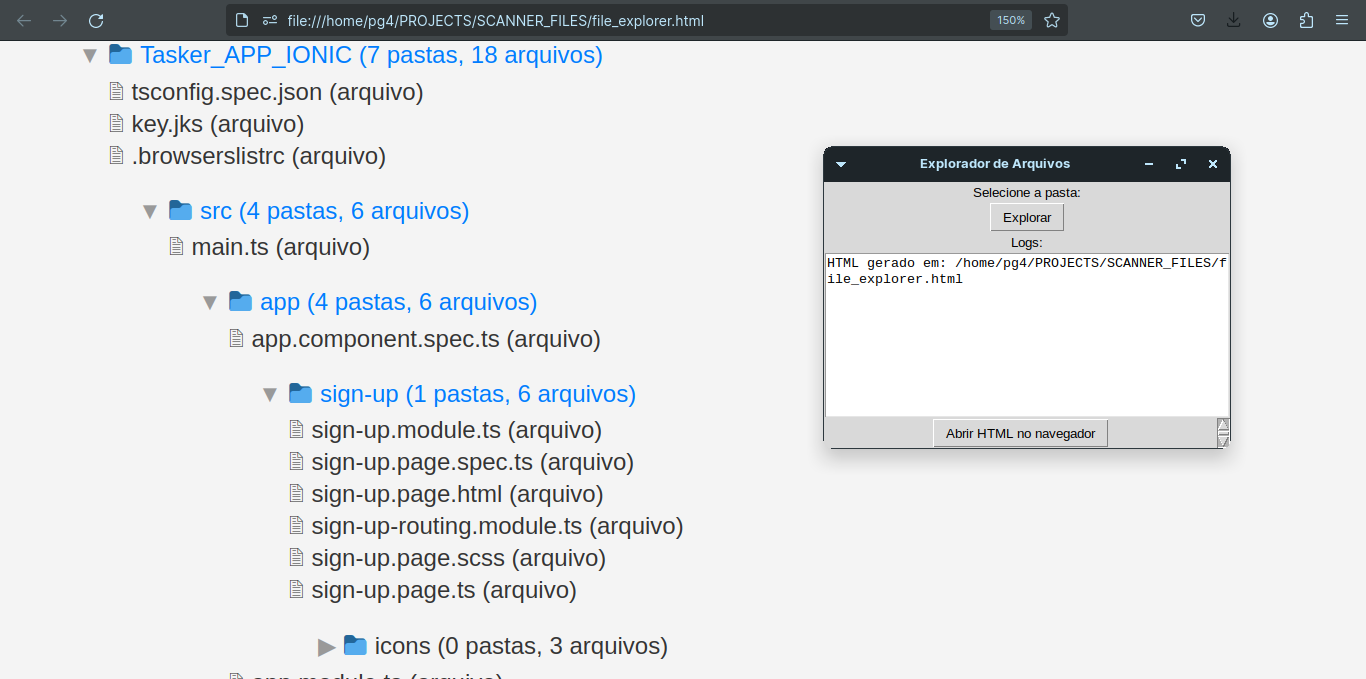 file:///home/pg4/PROJECTS/SCANNER_FILES/file_explorer.html
150%
Tasker_APP_IONIC (7 pastas, 18 arquivos)
tsconfig.spec.json (arquivo)
key.jks (arquivo)
.browserslistrc (arquivo)
src (4 pastas, 6 arquivos)
main.ts (arquivo)
app (4 pastas, 6 arquivos)
app.component.spec.ts (arquivo)
sign-up (1 pastas, 6 arquivos)
sign-up.module.ts (arquivo)
sign-up.page.spec.ts (arquivo)
sign-up.page.html (arquivo)
sign-up-routing.module.ts (arquivo)
sign-up.page.scss (arquivo)
sign-up.page.ts (arquivo)
icons (0 pastas, 3 arquivos)
app.module.ts (arquivo)
Explorador de Arquivos
Selecione a pasta:
Explorar
Logs:
HTML gerado em: /home/pg4/PROJECTS/SCANNER_FILES/f
ile_explorer.html
Abrir HTML no navegador